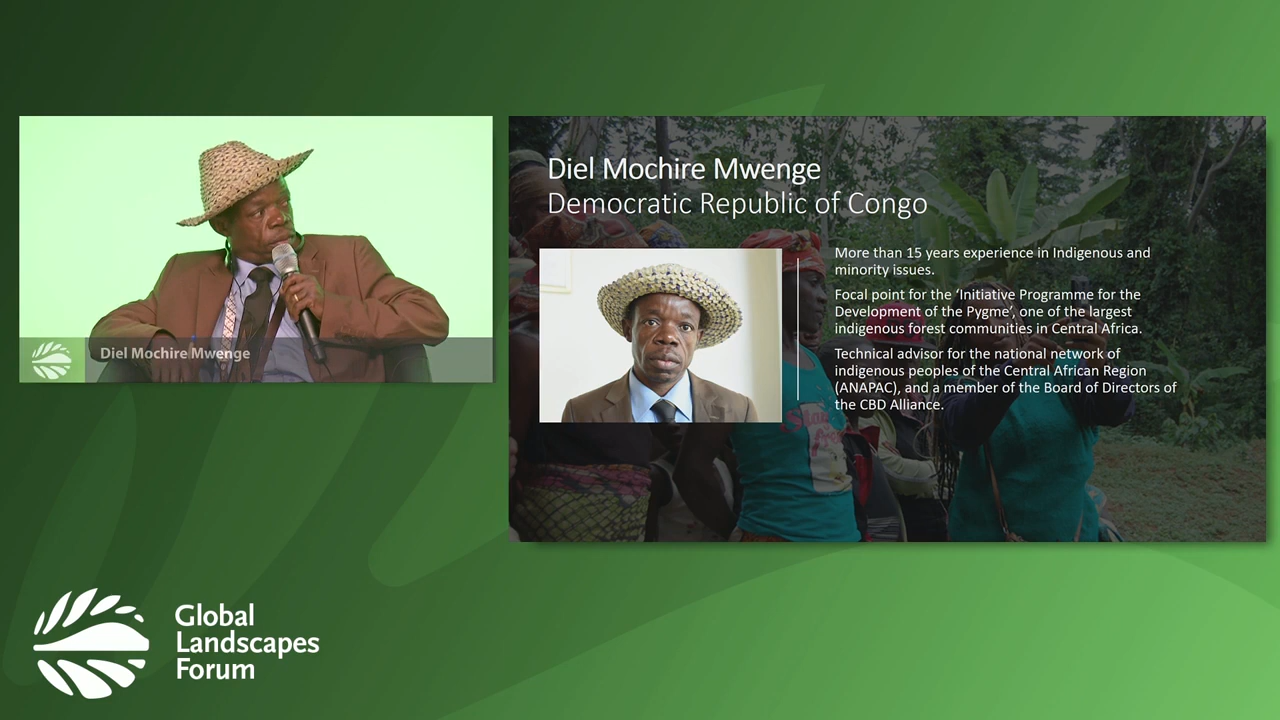 Diel Mochire Mwenge
Diel Mochire Mwenge
Democratic Republic of Congo
More than 15 years experience in Indigenous and
minority issues.
Focal point for the ‘Initiative Programme for the
Development of the Pygme’, one of the largest
indigenous forest communities in Central Africa.
Technical advisor for the national network of
indigenous peoples of the Central African Region
(ANAPAC), and a member of the Board of Directors of
the CBD Alliance.
Global
Landscapes
Forum